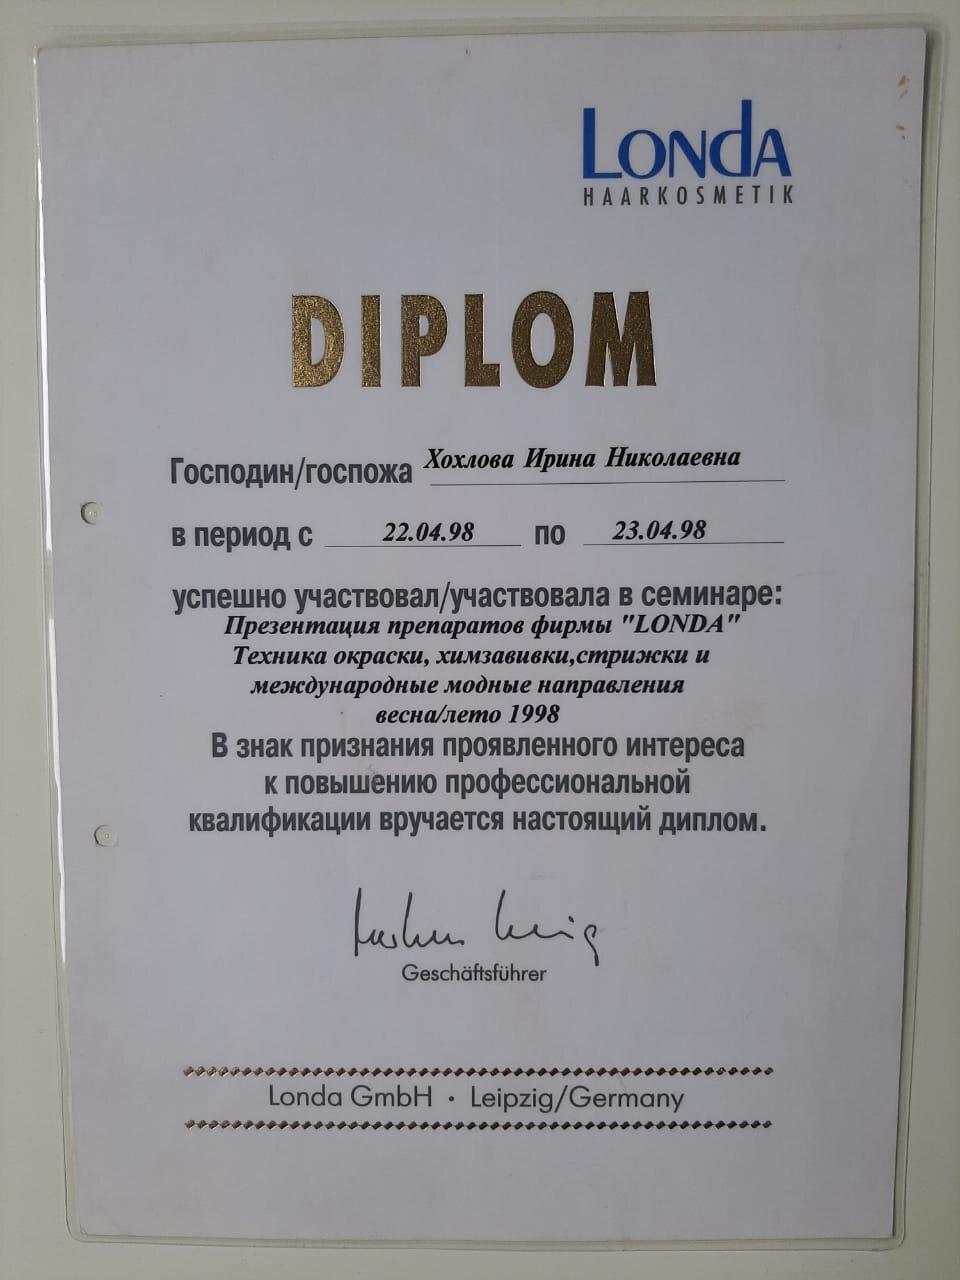 LONDA
HAARKOSMETIK
DIPLOM
Господин/госпожа Хохлова Ирина Николаевна
в период с 22.04.98 по 23.04.98
успешно участвовал/участвовала в семинаре:
Презентация препаратов фирмы "LONDA"
Техника окраски, химзавивки,стрижки и
международные модные направления
весна/лето 1998
В знак признания проявленного интереса
к повышению профессиональной
квалификации вручается настоящий диплом.
Geschäftsführer
Londa GmbH • Leipzig/Germany